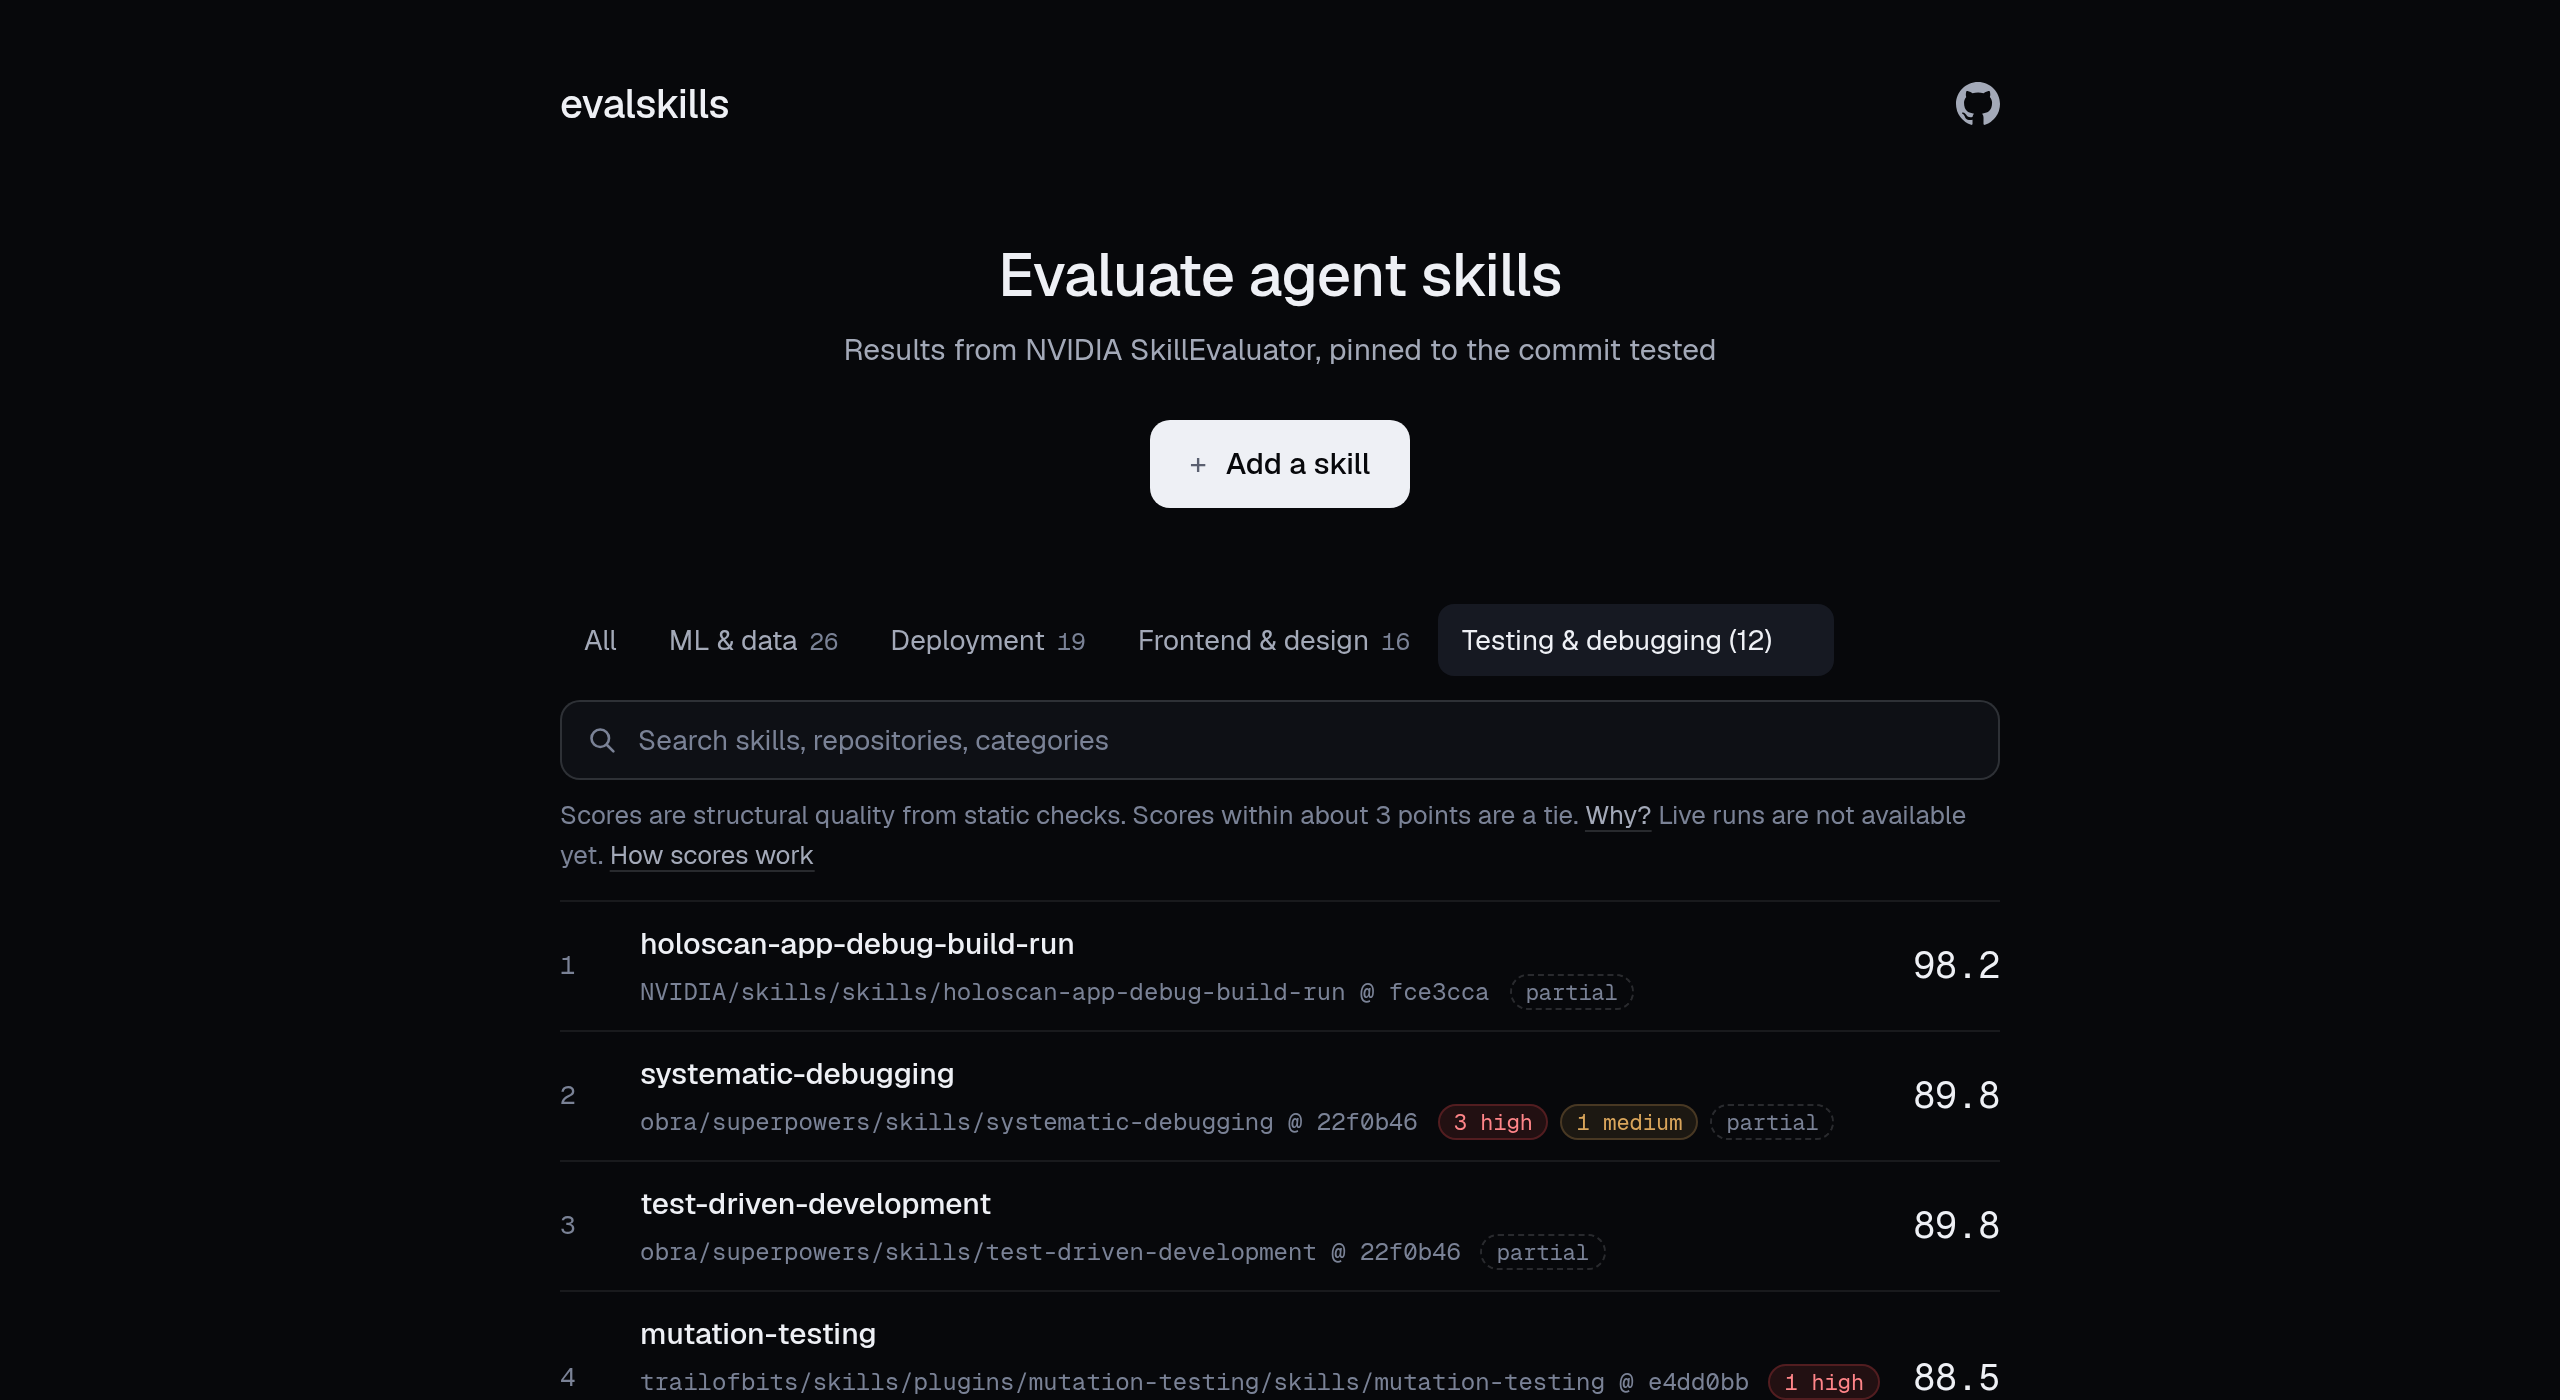 evalskills
Evaluate agent skills
Results from NVIDIA SkillEvaluator, pinned to the commit tested
+ Add a skill
All ML & data 26 Deployment 19 Frontend & design 16 Testing & debugging (12)
Search skills, repositories, categories
Scores are structural quality from static checks. Scores within about 3 points are a tie. Why? Live runs are not available
yet. How scores work
1 holoscan-app-debug-build-run 98.2
NVIDIA/skills/skills/holoscan-app-debug-build-run @ fce3cca partial
2 systematic-debugging 89.8
obra/superpowers/skills/systematic-debugging @ 22f0b46 3 high 1 medium partial
3 test-driven-development 89.8
obra/superpowers/skills/test-driven-development @ 22f0b46 partial
4 mutation-testing 88.5
trailofbits/skills/plugins/mutation-testing/skills/mutation-testing @ e4dd0bb 1 high